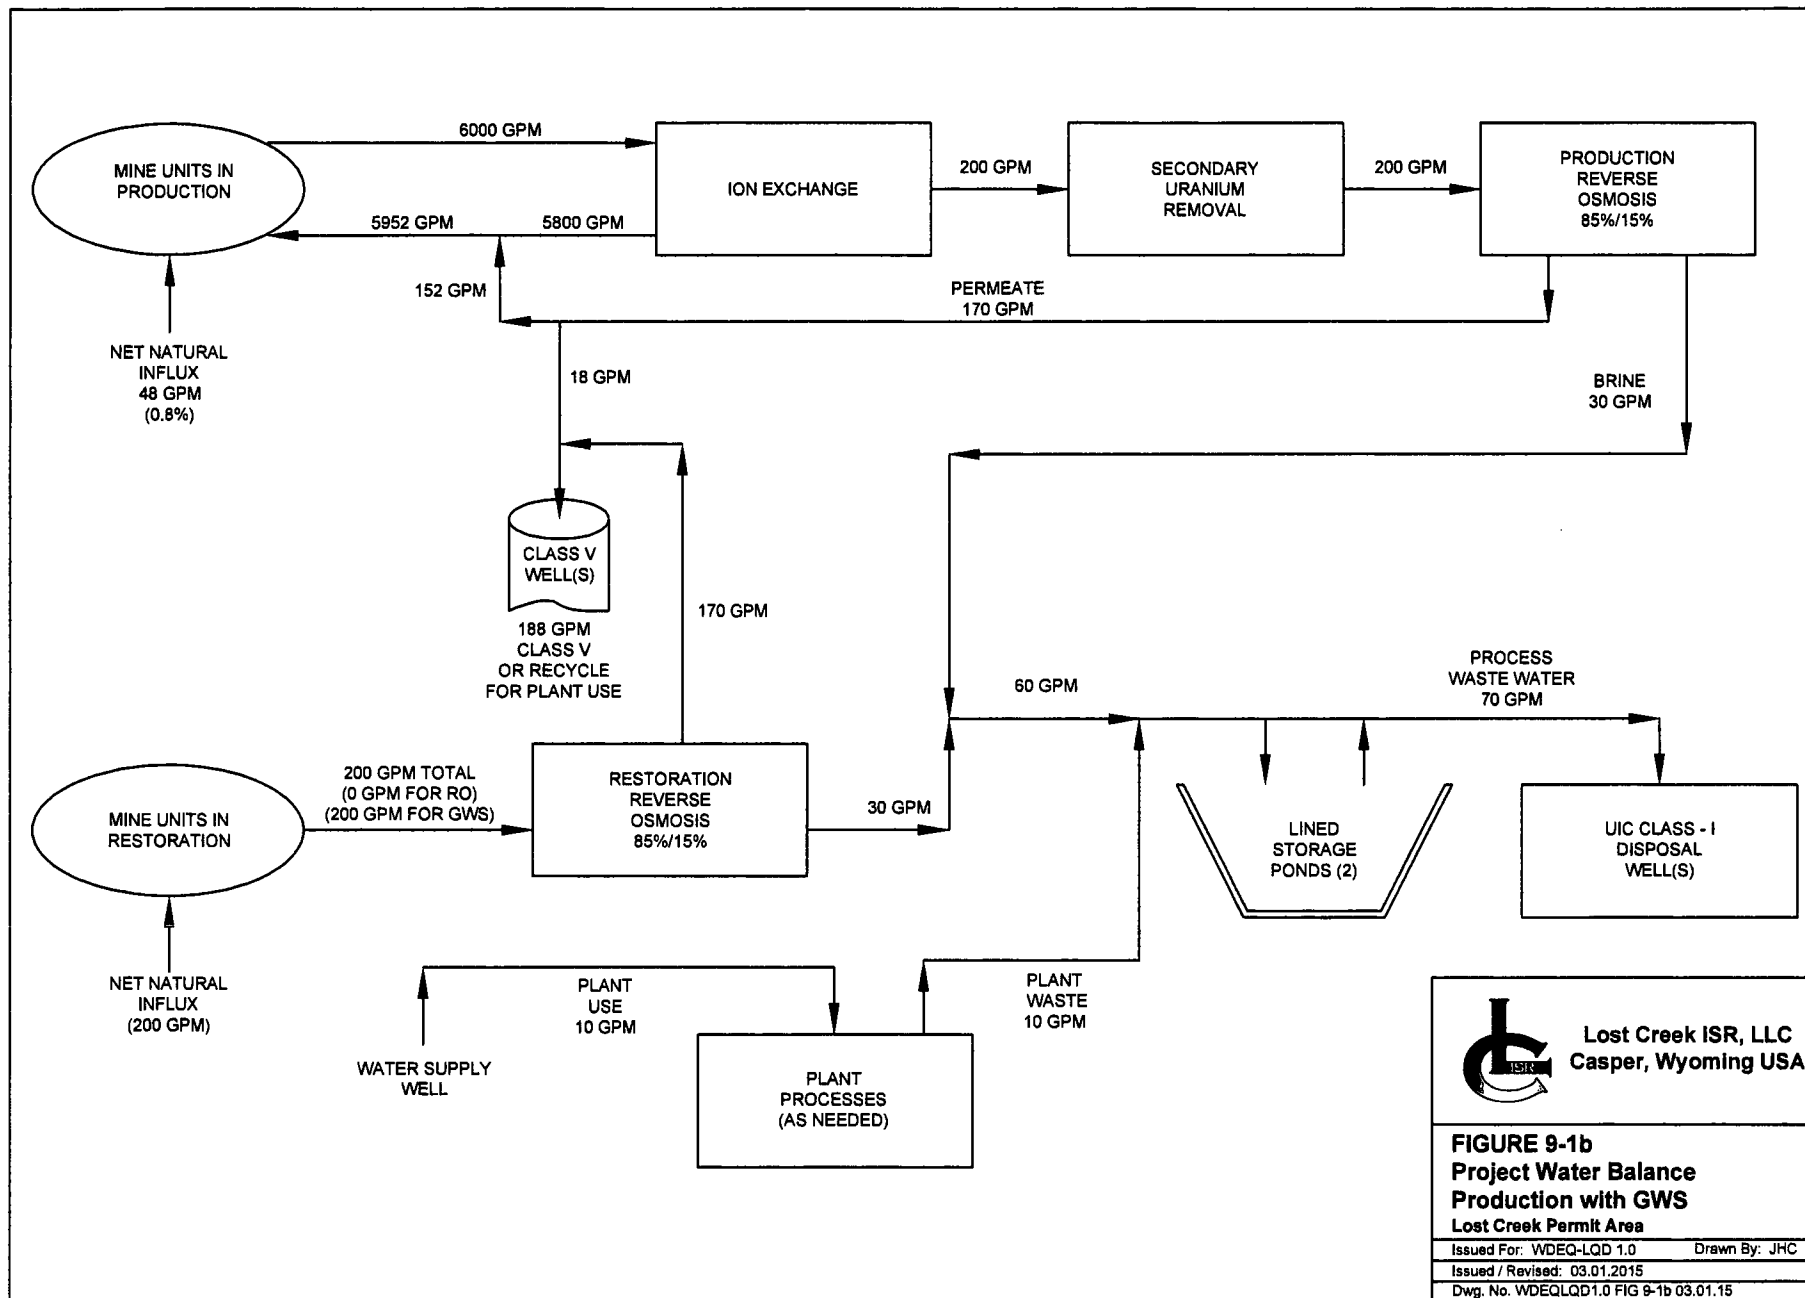 6000 GPM
MINE UNITS IN
PRODUCTION
ION EXCHANGE
200 GPM
SECONDARY
URANIUM
REMOVAL
200 GPM
PRODUCTION
REVERSE
OSMOSIS
85%/15%
5952 GPM
5800 GPM
152 GPM
PERMEATE
170 GPM
NET NATURAL
INFLUX
48 GPM
(0.8%)
18 GPM
BRINE
30 GPM
CLASS V
WELL(S)
188 GPM
CLASS V
OR RECYCLE
FOR PLANT USE
170 GPM
60 GPM
PROCESS
WASTE WATER
70 GPM
MINE UNITS IN
RESTORATION
200 GPM TOTAL
(0 GPM FOR RO)
(200 GPM FOR GWS)
RESTORATION
REVERSE
OSMOSIS
85%/15%
30 GPM
LINED
STORAGE
PONDS (2)
UIC CLASS - I
DISPOSAL
WELL(S)
NET NATURAL
INFLUX
(200 GPM)
PLANT
USE
10 GPM
PLANT
WASTE
10 GPM
WATER SUPPLY
WELL
PLANT
PROCESSES
(AS NEEDED)
LC ISR
Lost Creek ISR, LLC
Casper, Wyoming USA
FIGURE 9-1b
Project Water Balance
Production with GWS
Lost Creek Permit Area
Issued For: WDEQ-LQD 1.0 Drawn By: JHC
Issued / Revised: 03.01.2015
Dwg. No. WDEQLQD1.0 FIG 9-1b 03.01.15